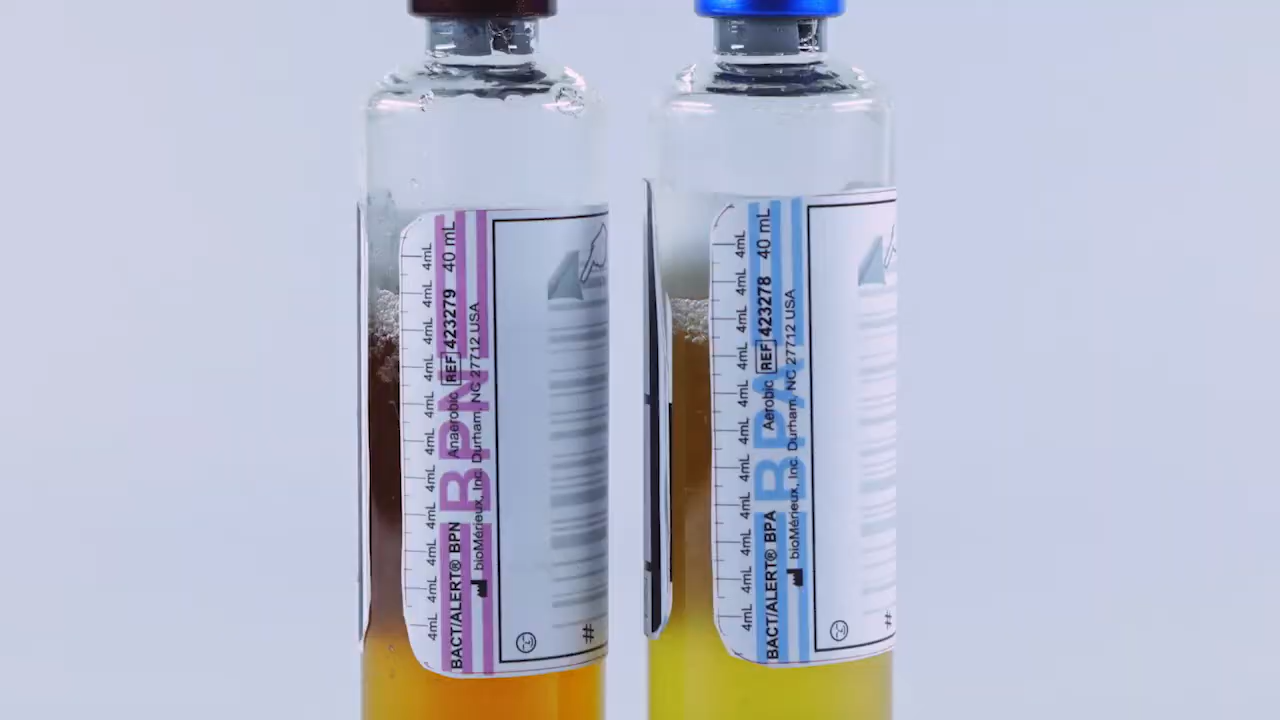 4mL 4mL 4mL 4mL 4mL 4mL 4mL 4mL 4mL 4mL 4mL
BACT/ALERT® BPN Anaerobic REF 423279 40 mL
BPN
bioMérieux, Inc. Durham, NC 27712 USA
#
4mL 4mL 4mL 4mL 4mL 4mL 4mL 4mL 4mL 4mL 4mL
BACT/ALERT® BPA Aerobic REF 423278 40 mL
BPA
bioMérieux, Inc. Durham, NC 27712 USA
#